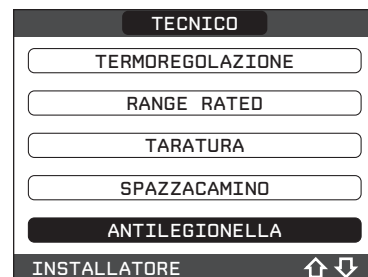 TECNICO
TERMOREGOLAZIONE
RANGE RATED
TARATURA
SPAZZACAMINO
ANTILEGIONELLA
INSTALLATORE